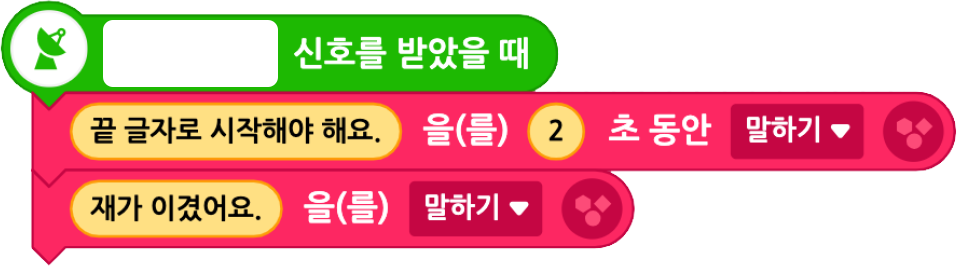 신호를 받았을 때
끝 글자로 시작해야 해요. 을(를) 2 초 동안 말하기
재가 이겼어요. 을(를) 말하기